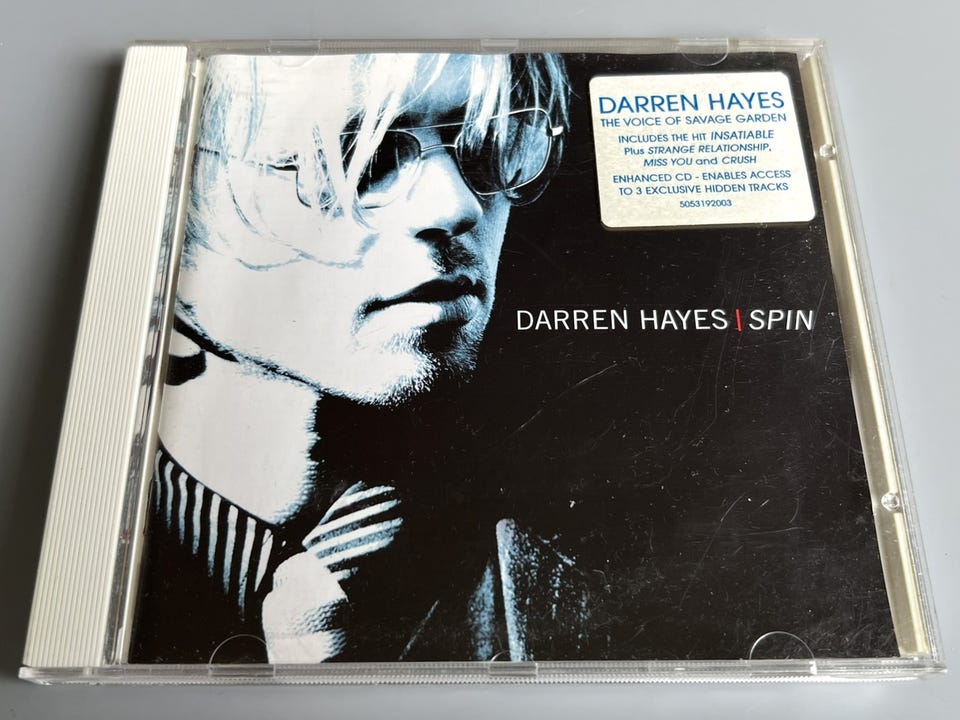 DARREN HAYES
THE VOICE OF SAVAGE GARDEN
INCLUDES THE HIT INSATIABLE
Plus STRANGE RELATIONSHIP,
MISS YOU and CRUSH
ENHANCED CD - ENABLES ACCESS
TO 3 EXCLUSIVE HIDDEN TRACKS
5053192003
DARREN HAYES | SPIN